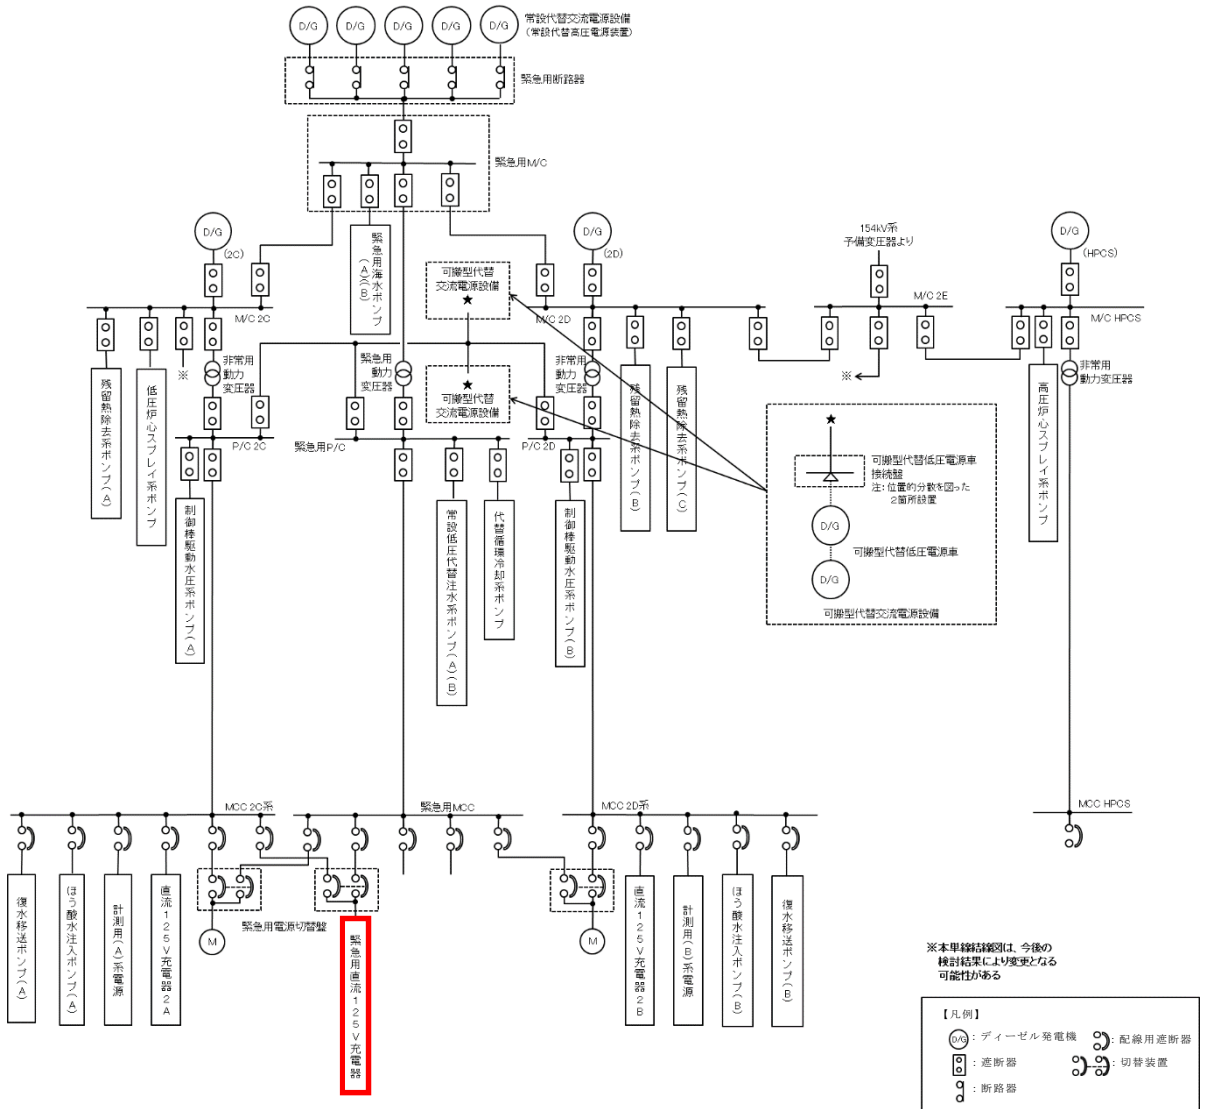 D/G
D/G
D/G
D/G
D/G
常設代替交流電源設備
(常設代替高圧電源装置)
緊急用断路器
緊急用M/C
D/G
(2C)
緊急用海水ポンプ(A)(B)
D/G
(2D)
154kV系
予備変圧器より
D/G
(HPCS)
可搬型代替
交流電源設備
★
M/C 2C
M/C 2D
M/C 2E
M/C HPCS
※
非常用
動力
変圧器
緊急用
動力
変圧器
★
可搬型代替
交流電源設備
非常用
動力
変圧器
※
非常用
動力変圧器
残留熱除去系ポンプ(A)
低圧炉心スプレイ系ポンプ
残留熱除去系ポンプ(B)
残留熱除去系ポンプ(C)
高圧炉心スプレイ系ポンプ
P/C 2C
緊急用P/C
P/C 2D
制御棒駆動水圧系ポンプ(A)
常設低圧代替注水系ポンプ(A)(B)
代替循環冷却系ポンプ
制御棒駆動水圧系ポンプ(B)
★
可搬型代替低圧電源車
接続盤
注:位置的分散を図った
2箇所設置
D/G
可搬型代替低圧電源車
D/G
可搬型代替交流電源設備
MCC 2C系
緊急用MCC
MCC 2D系
MCC HPCS
復水移送ポンプ(A)
ほう酸水注入ポンプ(A)
計測用(A)系電源
直流125V充電器2A
緊急用電源切替盤
M
緊急用直流125V充電器
M
直流125V充電器2B
計測用(B)系電源
ほう酸水注入ポンプ(B)
復水移送ポンプ(B)
※本単線結線図は、今後の
検討結果により変更となる
可能性がある
【凡例】
D/G
:ディーゼル発電機
:配線用遮断器
:遮断器
:切替装置
:断路器